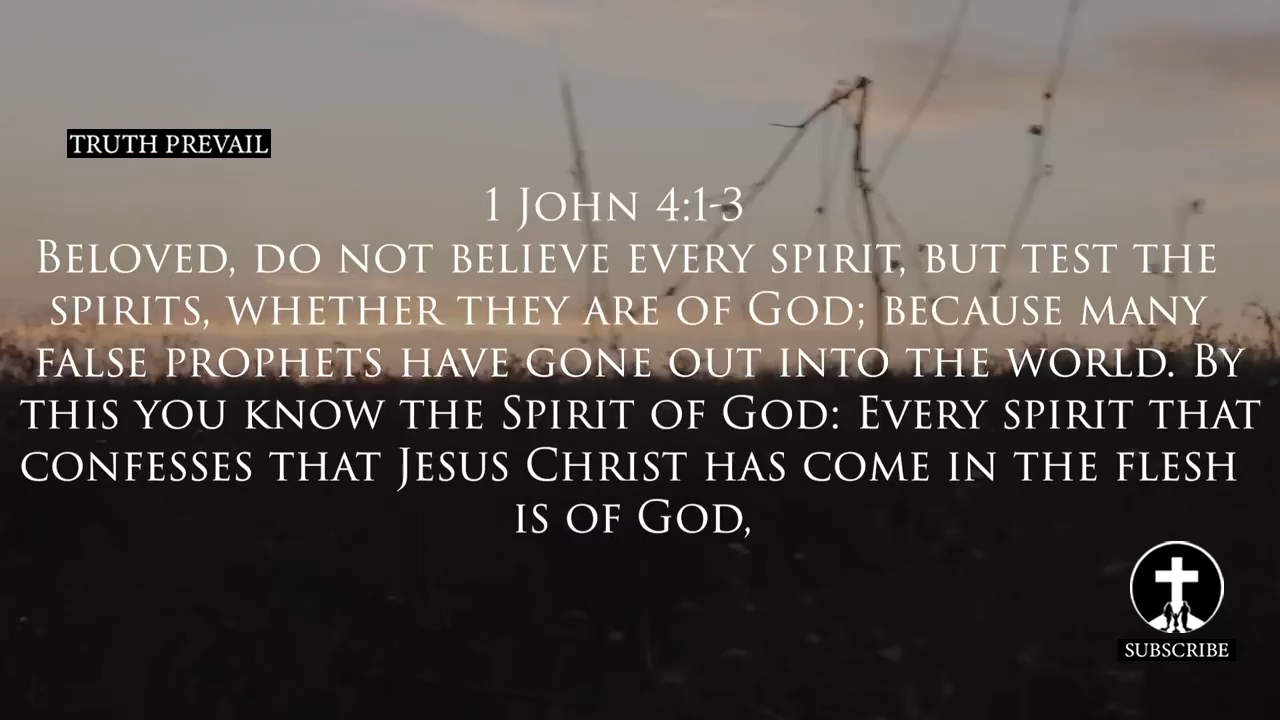 TRUTH PREVAIL
1 John 4:1-3
Beloved, do not believe every spirit, but test the
spirits, whether they are of God; because many
false prophets have gone out into the world. By
this you know the Spirit of God: Every spirit that
confesses that Jesus Christ has come in the flesh
is of God,
SUBSCRIBE